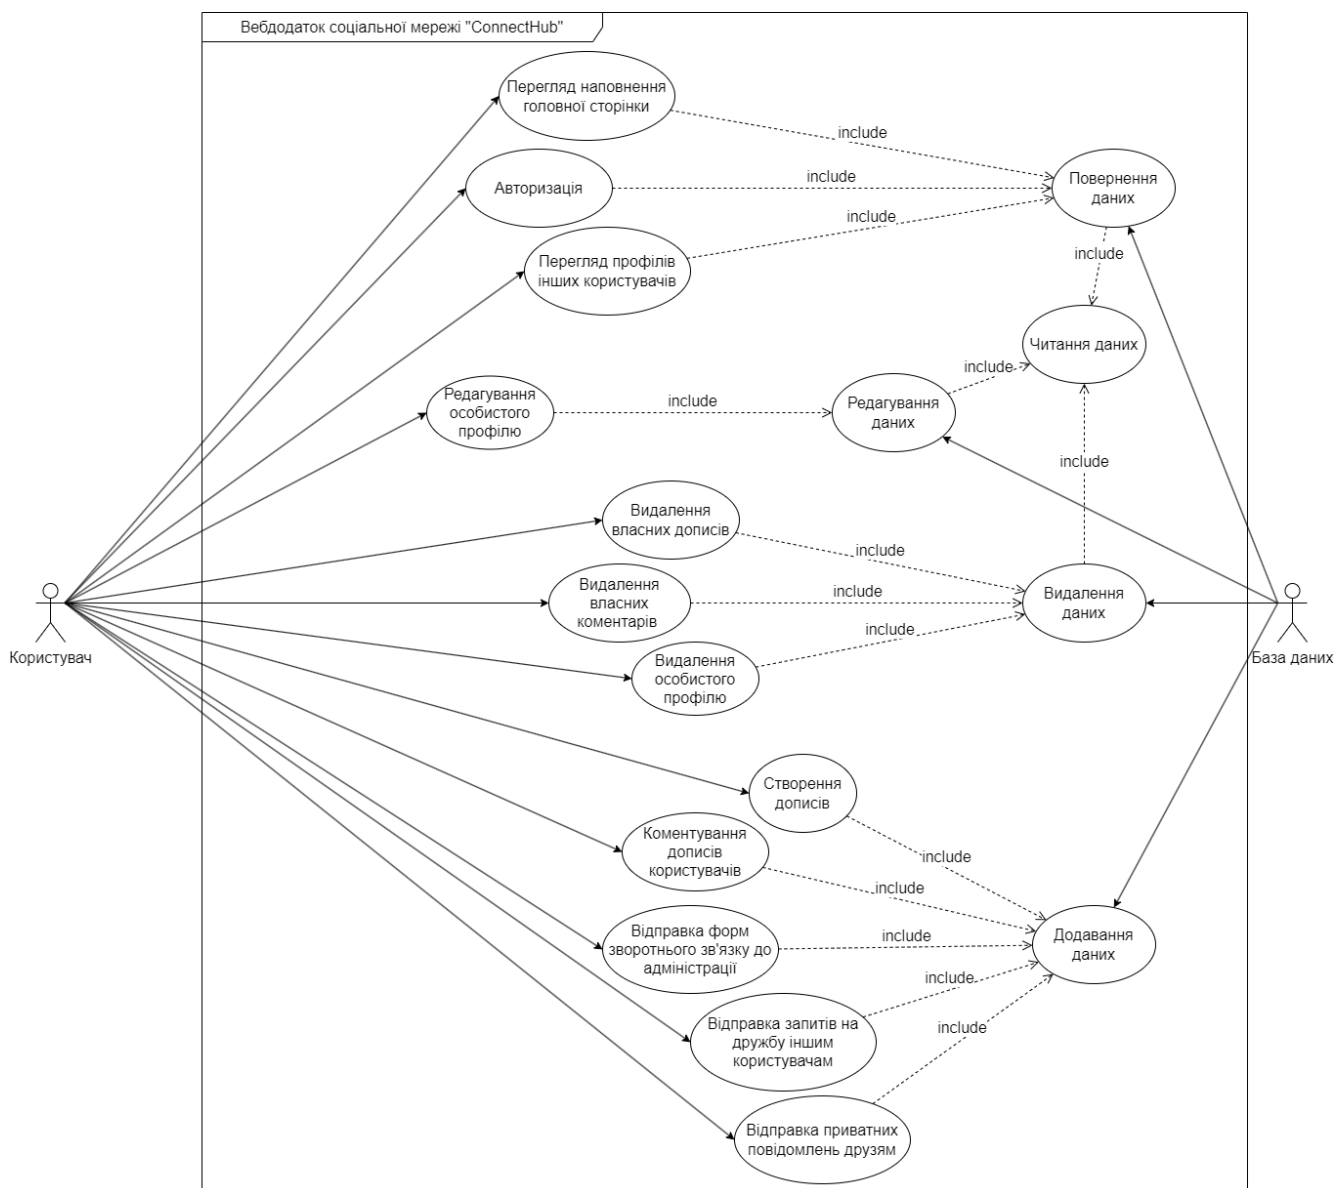 Вебдодаток соціальної мережі "ConnectHub"
Перегляд наповнення
головної сторінки
include
Авторизація
include
Повернення
даних
include
Перегляд профілів
інших користувачів
include
Читання даних
include
Редагування
особистого
профілю
include
Редагування
даних
include
Видалення
власних дописів
include
Видалення
власних
коментарів
include
Видалення
даних
include
Видалення
особистого
профілю
Користувач
База даних
Створення
дописів
include
Коментування
дописів
користувачів
include
Відправка форм
зворотнього зв'язку до
адміністрації
include
Додавання
даних
include
Відправка запитів на
дружбу іншим
користувачам
include
Відправка приватних
повідомлень друзям